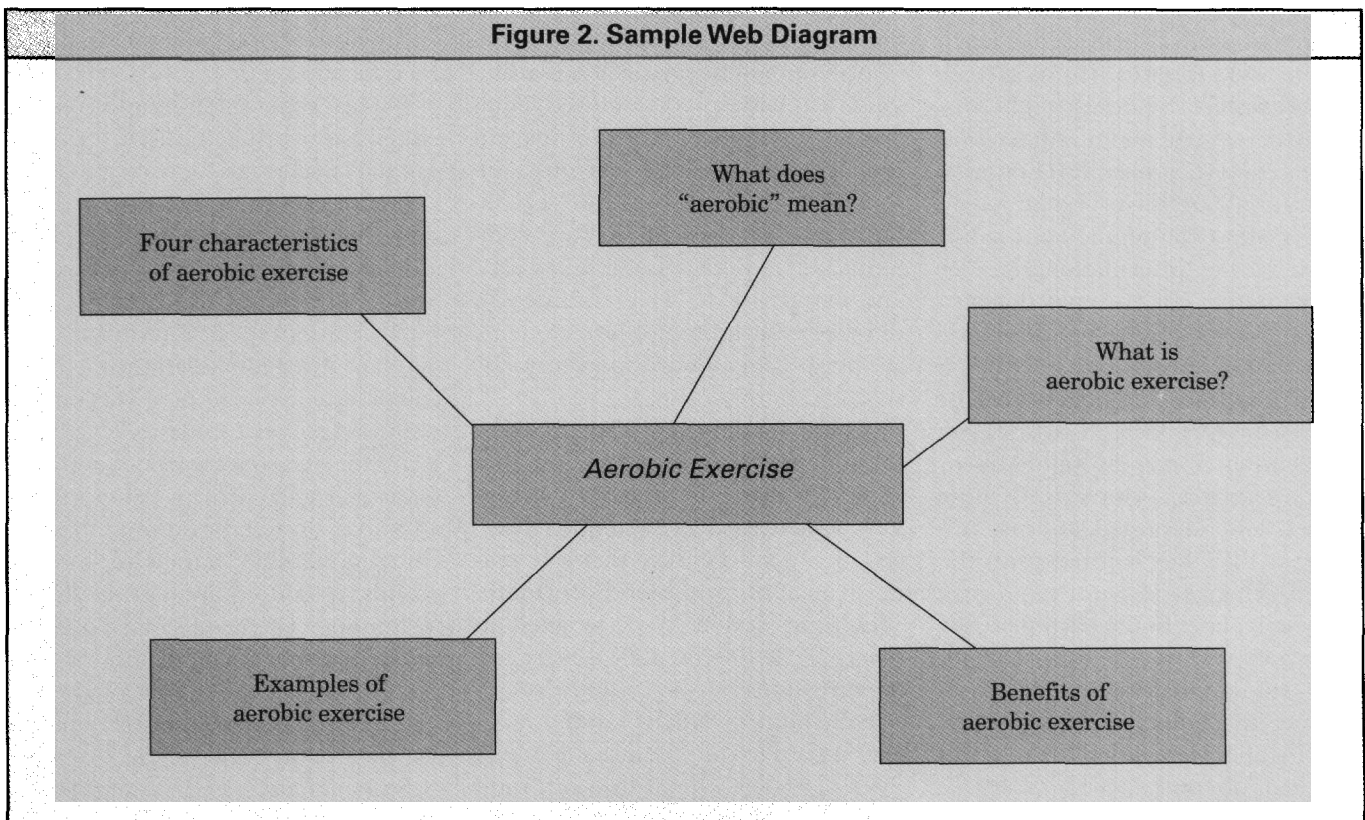 Figure 2. Sample Web Diagram
What does
“aerobic” mean?
Four characteristics
of aerobic exercise
What is
aerobic exercise?
Aerobic Exercise
Examples of
aerobic exercise
Benefits of
aerobic exercise